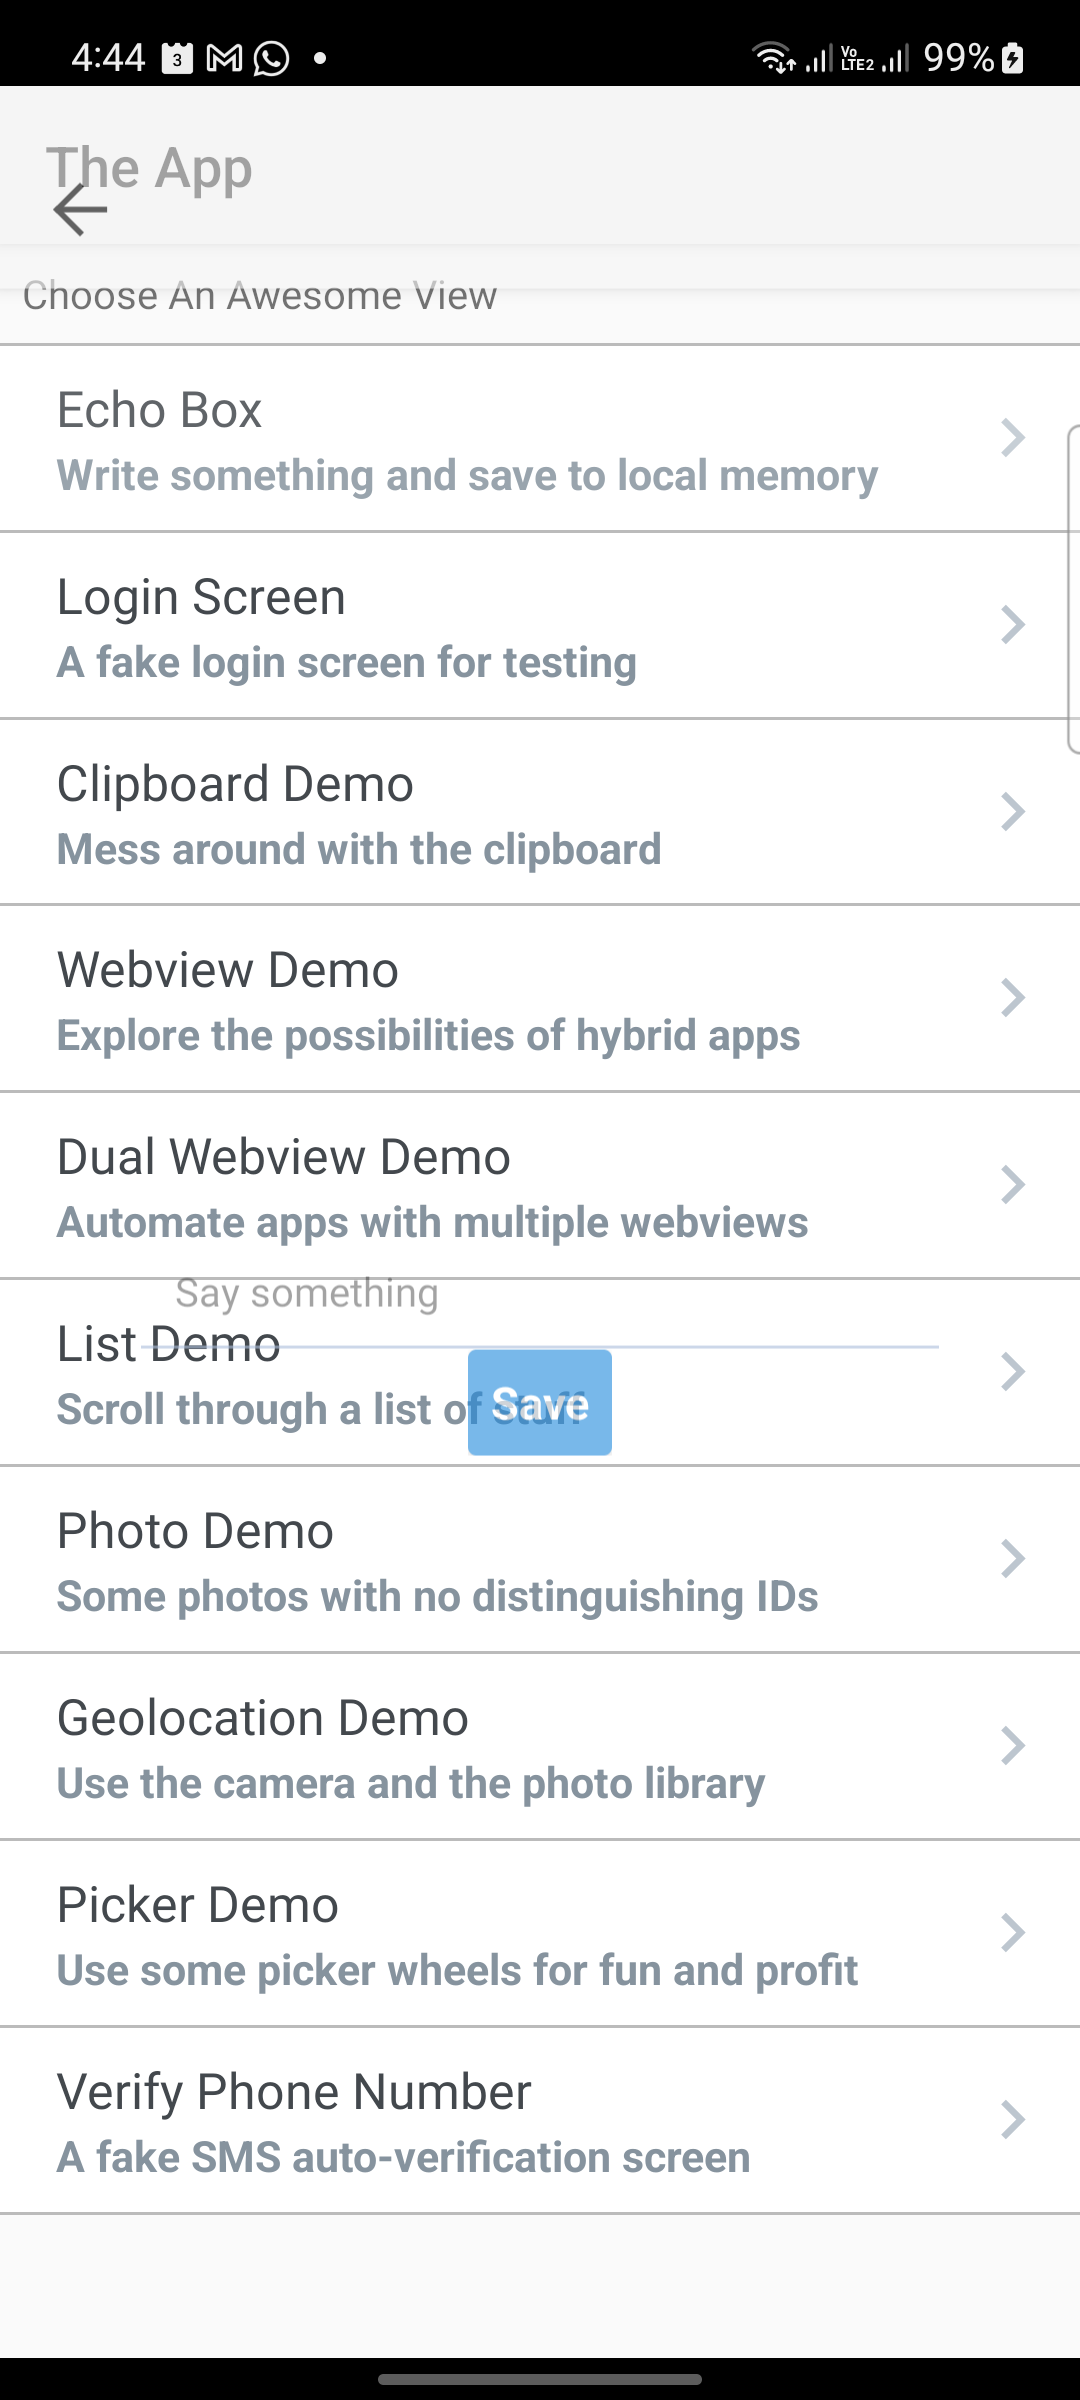 4:44 3 Vo LTE2 99%
The App
Choose An Awesome View
Echo Box
Write something and save to local memory
Login Screen
A fake login screen for testing
Clipboard Demo
Mess around with the clipboard
Webview Demo
Explore the possibilities of hybrid apps
Dual Webview Demo
Automate apps with multiple webviews
Say something
List Demo
Scroll through a list of stuff
Save
Photo Demo
Some photos with no distinguishing IDs
Geolocation Demo
Use the camera and the photo library
Picker Demo
Use some picker wheels for fun and profit
Verify Phone Number
A fake SMS auto-verification screen